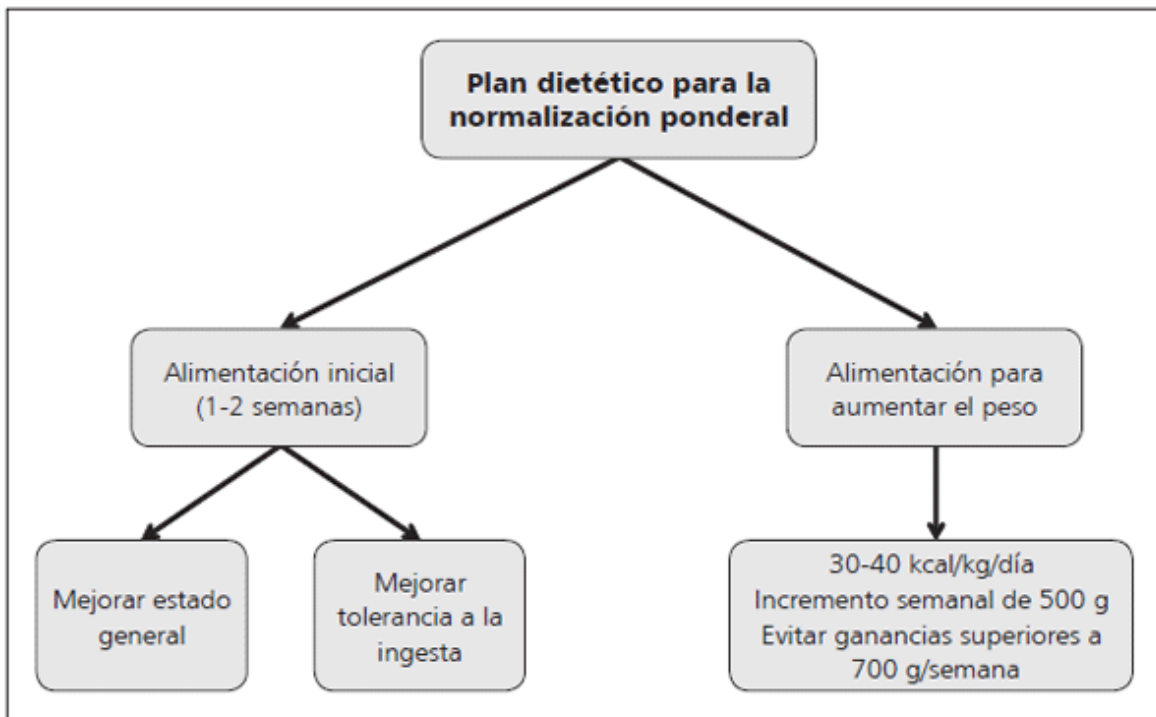 Plan dietético para la
normalización ponderal
Alimentación inicial
(1-2 semanas)
Alimentación para
aumentar el peso
Mejorar estado
general
Mejorar
tolerancia a la
ingesta
30-40 kcal/kg/día
Incremento semanal de 500 g
Evitar ganancias superiores a
700 g/semana